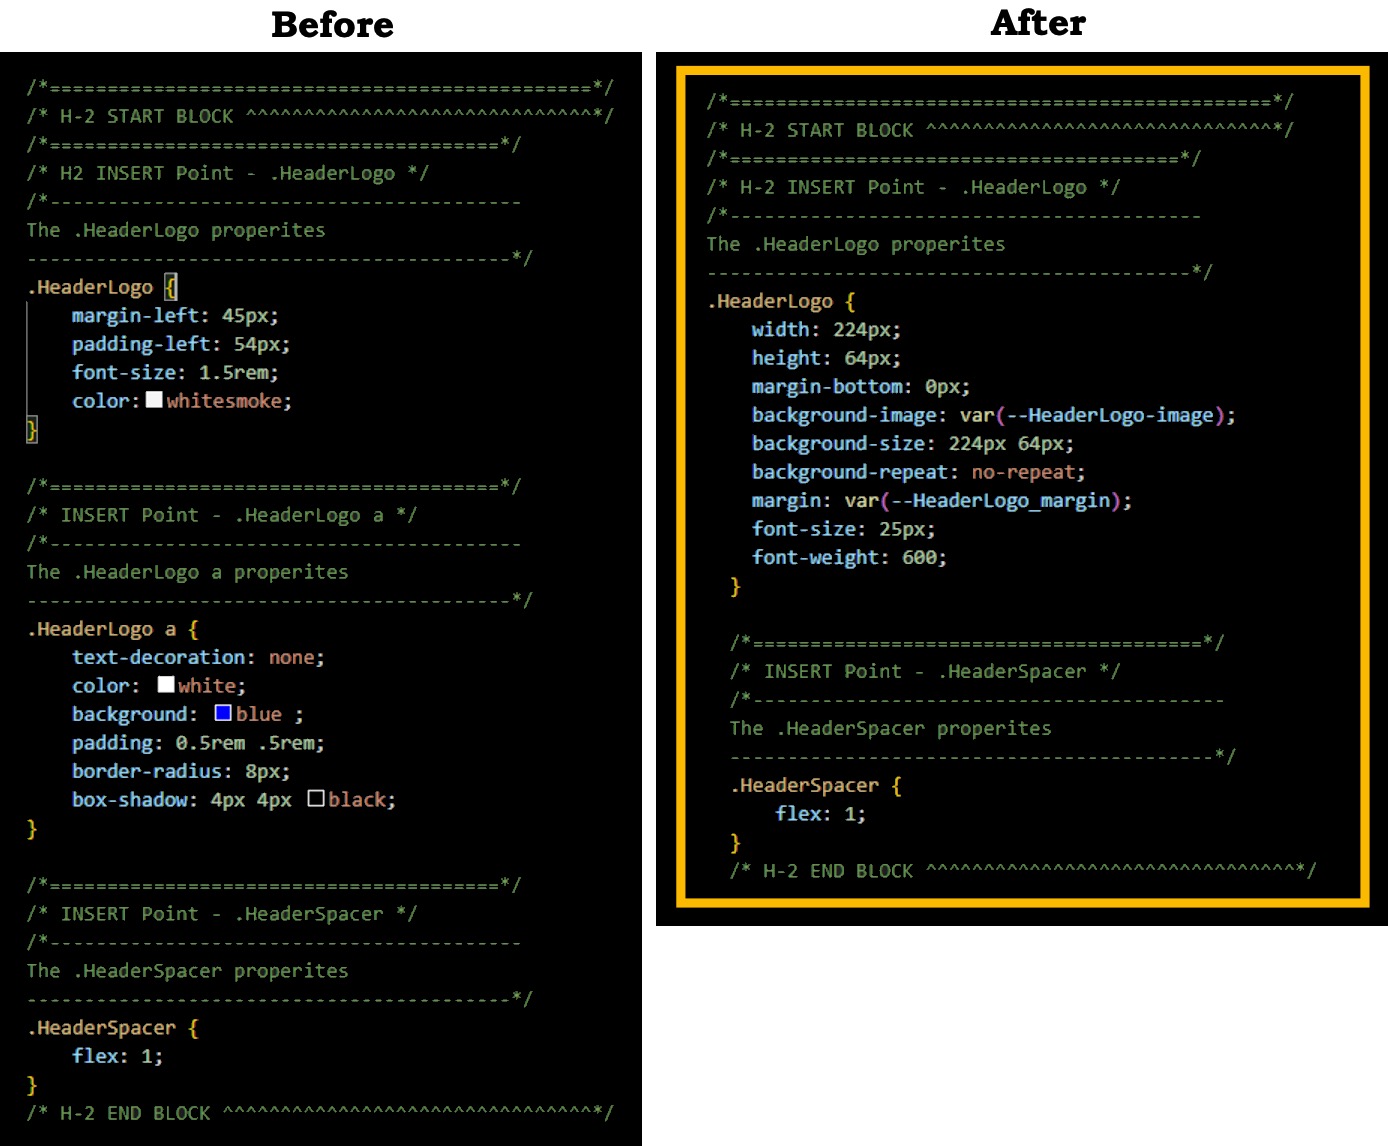 Before
/*===============================================*/
/* H-2 START BLOCK ^^^^^^^^^^^^^^^^^^^^^^^^^^^^^^*/
/*=======================================*/
/* H2 INSERT Point - .HeaderLogo */
/*-----------------------------------------
The .HeaderLogo properites
------------------------------------------*/
.HeaderLogo {
margin-left: 45px;
padding-left: 54px;
font-size: 1.5rem;
color: whitesmoke;
}
/*=======================================*/
/* INSERT Point - .HeaderLogo a */
/*-----------------------------------------
The .HeaderLogo a properites
------------------------------------------*/
.HeaderLogo a {
text-decoration: none;
color: white;
background: blue ;
padding: 0.5rem .5rem;
border-radius: 8px;
box-shadow: 4px 4px black;
}
/*=======================================*/
/* INSERT Point - .HeaderSpacer */
/*-----------------------------------------
The .HeaderSpacer properites
------------------------------------------*/
.HeaderSpacer {
flex: 1;
}
/* H-2 END BLOCK ^^^^^^^^^^^^^^^^^^^^^^^^^^^^^^^^*/
After
/*===============================================*/
/* H-2 START BLOCK ^^^^^^^^^^^^^^^^^^^^^^^^^^^^^^*/
/*=======================================*/
/* H-2 INSERT Point - .HeaderLogo */
/*-----------------------------------------
The .HeaderLogo properites
------------------------------------------*/
.HeaderLogo {
width: 224px;
height: 64px;
margin-bottom: 0px;
background-image: var(--HeaderLogo-image);
background-size: 224px 64px;
background-repeat: no-repeat;
margin: var(--HeaderLogo_margin);
font-size: 25px;
font-weight: 600;
}
/*=======================================*/
/* INSERT Point - .HeaderSpacer */
/*-----------------------------------------
The .HeaderSpacer properites
------------------------------------------*/
.HeaderSpacer {
flex: 1;
}
/* H-2 END BLOCK ^^^^^^^^^^^^^^^^^^^^^^^^^^^^^^^^*/